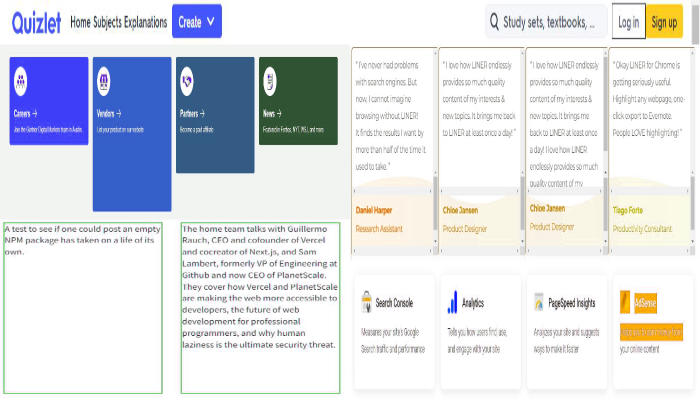 Quizlet Home Subjects Explanations Create Study sets, textbooks, ... Log in Sign up
Careers →
Join the Gartner Digital Markets team in Austin.
Vendors →
List your product on our website
Partners →
Become a paid affiliate
News →
Featured in Forbes, NYT, WSJ, and more
" I've never had problems
with search engines. But
now, I cannot imagine
browsing without LINER!
It finds the results I want by
more than half of the time it
used to take. "
Daniel Harper
Research Assistant
" I love how LINER endlessly
provides so much quality
content of my interests &
new topics. It brings me back
to LINER at least once a day! "
Chloe Jansen
Product Designer
" I love how LINER endlessly
provides so much quality
content of my interests &
new topics. It brings me
back to LINER at least once
a day! I love how LINER
endlessly provides so much
quality content of my
Chloe Jansen
Product Designer
" Okay LINER for Chrome is
getting seriously useful.
Highlight any webpage, one-
click export to Evernote.
People LOVE highlighting! "
Tiago Forte
Productivity Consultant
A test to see if one could post an empty
NPM package has taken on a life of its
own.
The home team talks with Guillermo
Rauch, CEO and cofounder of Vercel
and cocreator of Next.js, and Sam
Lambert, formerly VP of Engineering at
Github and now CEO of PlanetScale.
They cover how Vercel and PlanetScale
are making the web more accessible to
developers, the future of web
development for professional
programmers, and why human
laziness is the ultimate security threat.
Search Console
Measures your site's Google
Search traffic and performance
Analytics
Tells you how users find, use,
and engage with your site
PageSpeed Insights
Analyzes your site and suggests
ways to make it faster
AdSense
your online content